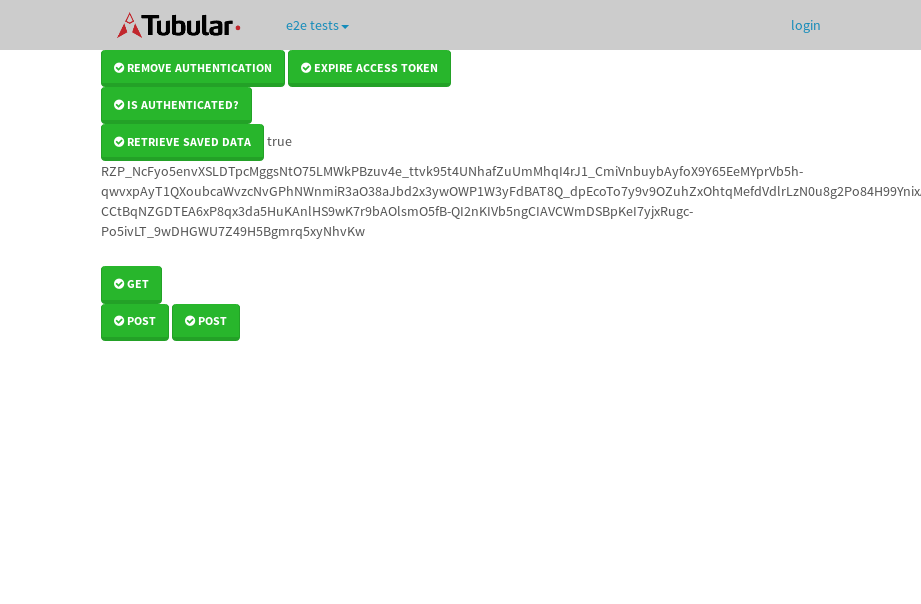 Tubular
e2e tests
login
REMOVE AUTHENTICATION
EXPIRE ACCESS TOKEN
IS AUTHENTICATED?
RETRIEVE SAVED DATA true
RZP_NcFyo5envXSLDTpcMggsNtO75LMWkPBzuv4e_ttvk95t4UNhafZuUmMhqI4rJ1_CmiVnbuybAyfoX9Y65EeMYprVb5h-
qwvxpAyT1QXoubcaWvzcNvGPhNWnmiR3aO38aJbd2x3ywOWP1W3yFdBAT8Q_dpEcoTo7y9v9OZuhZxOhtqMefdVdlrLzN0u8g2Po84H99Ynix
CCtBqNZGDTEA6xP8qx3da5HuKAnlHS9wK7r9bAOlsmO5fB-QI2nKIVb5ngCIAVCWmDSBpKeI7yjxRugc-
Po5ivLT_9wDHGWU7Z49H5Bgmrq5xyNhvKw
GET
POST
POST